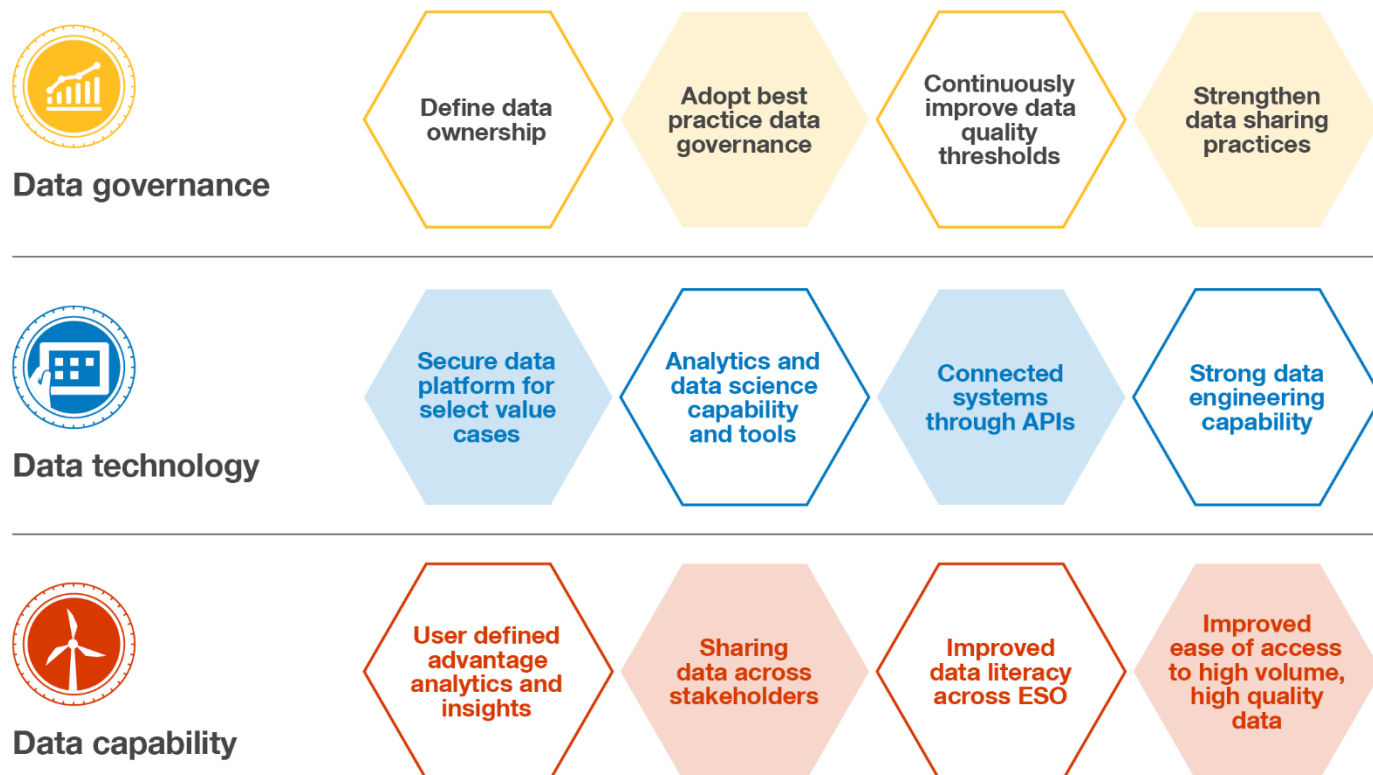 Data governance
Define data
ownership
Adopt best
practice data
governance
Continuously
improve data
quality
thresholds
Strengthen
data sharing
practices
Data technology
Secure data
platform for
select value
cases
Analytics and
data science
capability
and tools
Connected
systems
through APIs
Strong data
engineering
capability
Data capability
User defined
advantage
analytics and
insights
Sharing
data across
stakeholders
Improved
data literacy
across ESO
Improved
ease of access
to high volume,
high quality
data